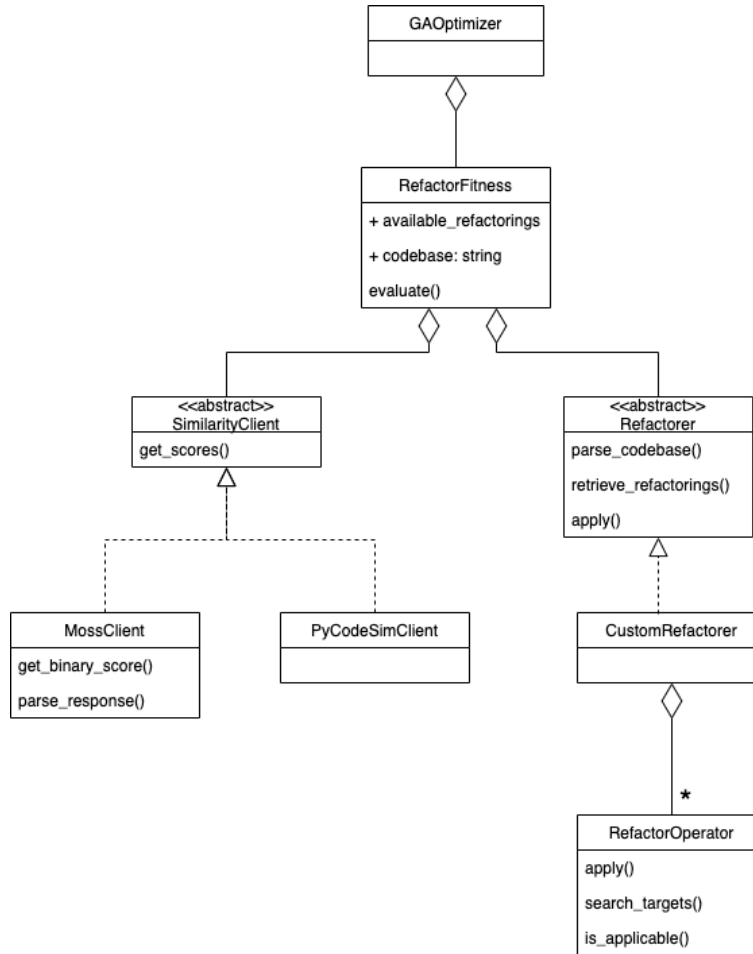 GAOptimizer
RefactorFitness
+ available_refactorings
+ codebase: string
evaluate()
<<abstract>>
SimilarityClient
get_scores()
<<abstract>>
Refactorer
parse_codebase()
retrieve_refactorings()
apply()
MossClient
get_binary_score()
parse_response()
PyCodeSimClient
CustomRefactorer
*
RefactorOperator
apply()
search_targets()
is_applicable()